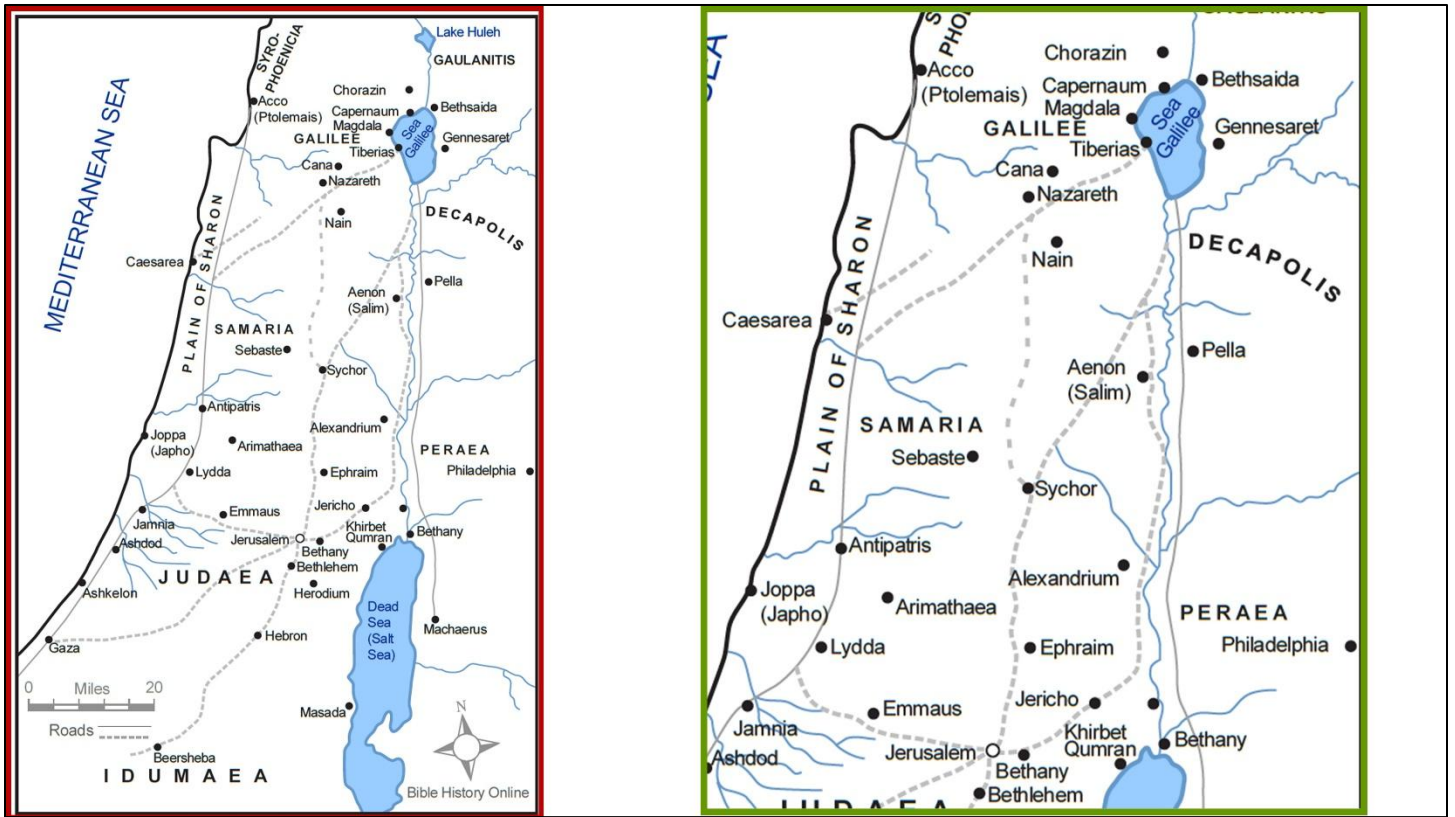 Lake Huleh
SYRO-
PHOENICIA
GAULANITIS
MEDITERRANEAN SEA
Chorazin
Acco
(Ptolemais)
Capernaum
Bethsaida
Magdala
GALILEE
Sea
Galilee
Gennesaret
Tiberias
Cana
Nazareth
Nain
DECAPOLIS
PLAIN OF SHARON
Caesarea
Pella
Aenon
(Salim)
SAMARIA
Sebaste
Sychor
Antipatris
Alexandrium
Joppa
(Japho)
Arimathaea
PERAEA
Lydda
Ephraim
Philadelphia
Emmaus
Jericho
Jamnia
Khirbet
Qumran
Bethany
Ashdod
Jerusalem
Bethany
Bethlehem
JUDAEA
Ashkelon
Herodium
Dead
Sea
(Salt
Sea)
Machaerus
Hebron
Gaza
0 Miles 20
Roads
Masada
N
Beersheba
IDUMAEA
Bible History Online
Chorazin
Acco
(Ptolemais)
Capernaum
Bethsaida
Magdala
GALILEE
Sea
Galilee
Gennesaret
Tiberias
Cana
Nazareth
Nain
DECAPOLIS
PLAIN OF SHARON
Caesarea
Pella
Aenon
(Salim)
SAMARIA
Sebaste
Sychor
Antipatris
Alexandrium
Joppa
(Japho)
Arimathaea
PERAEA
Lydda
Ephraim
Philadelphia
Emmaus
Jericho
Jamnia
Khirbet
Qumran
Bethany
Ashdod
Jerusalem
Bethany
Bethlehem